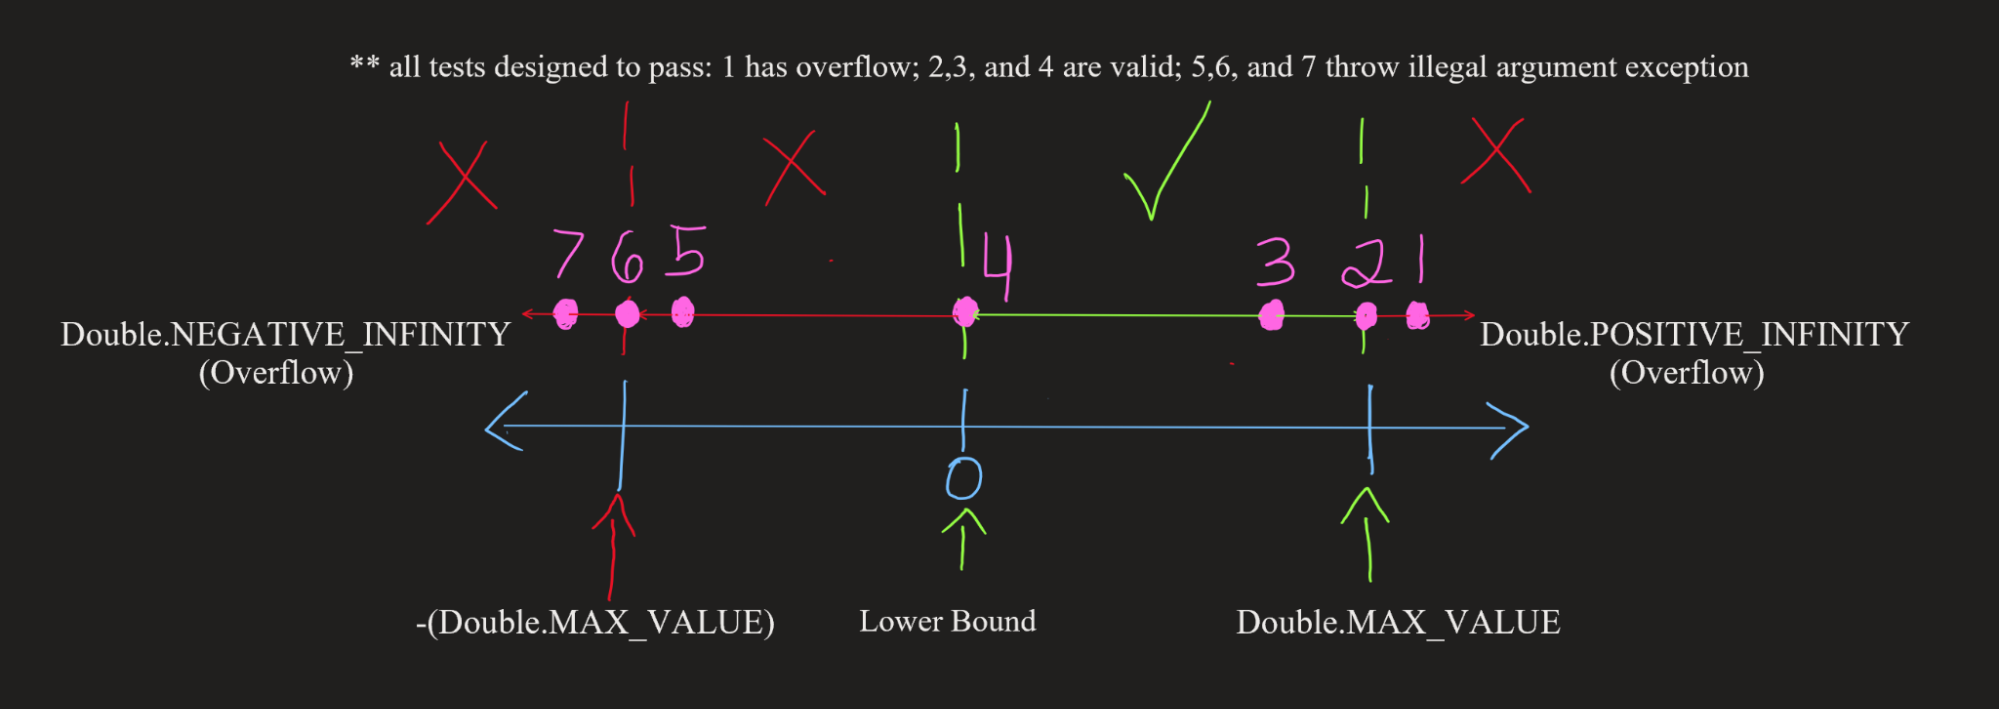 ** all tests designed to pass: 1 has overflow; 2,3, and 4 are valid; 5,6, and 7 throw illegal argument exception
7 6 5 4 3 2 1
Double.NEGATIVE_INFINITY
(Overflow)
Double.POSITIVE_INFINITY
(Overflow)
0
-(Double.MAX_VALUE)
Lower Bound
Double.MAX_VALUE